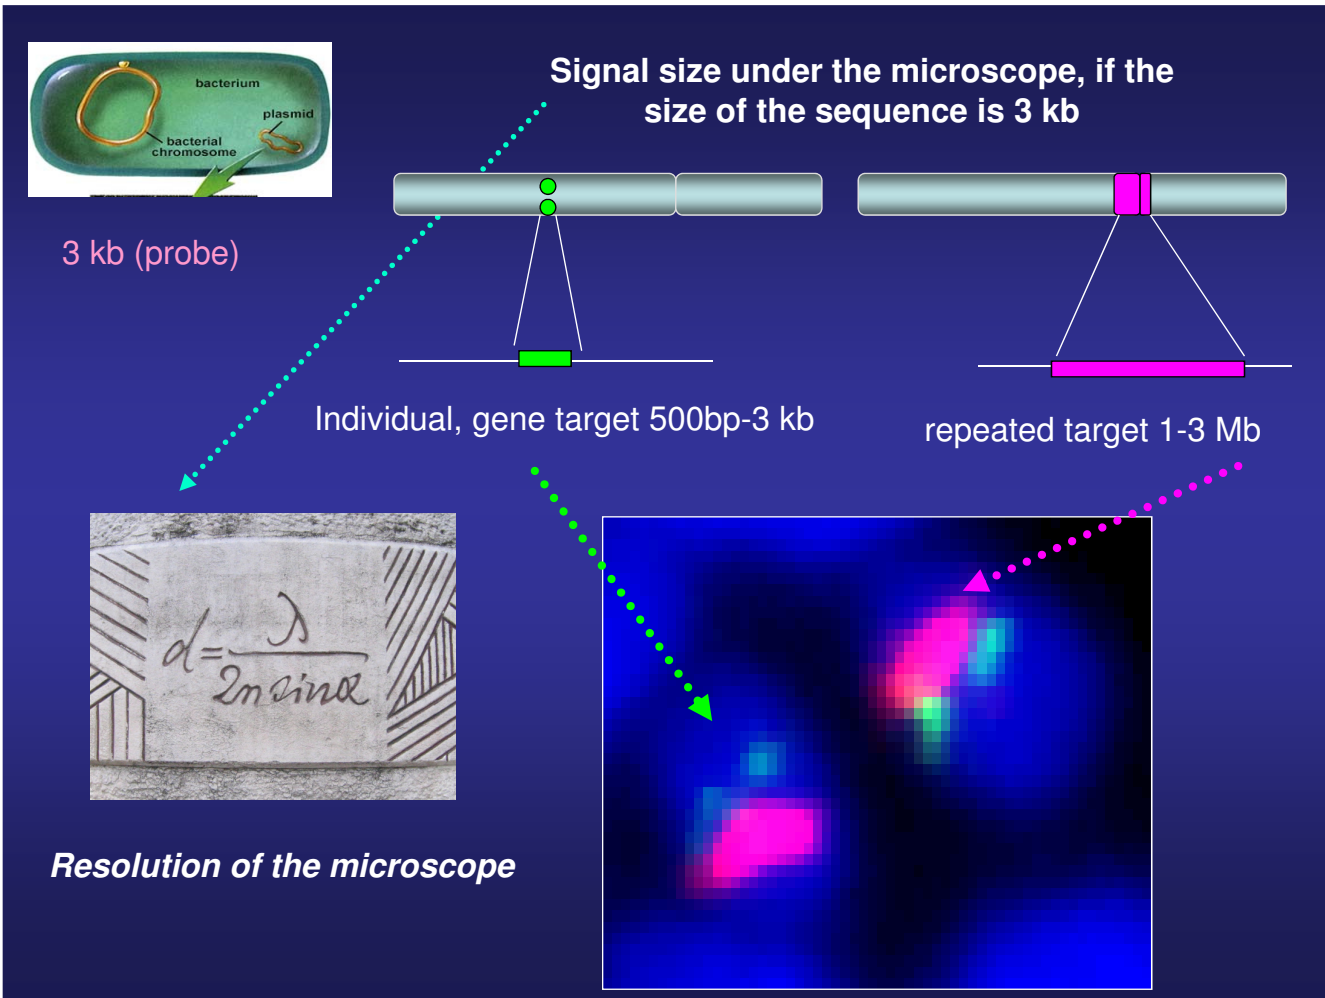 Signal size under the microscope, if the
size of the sequence is 3 kb
bacterium
plasmid
bacterial
chromosome
3 kb (probe)
Individual, gene target 500bp-3 kb
repeated target 1-3 Mb
d=λ/2n sinα
Resolution of the microscope